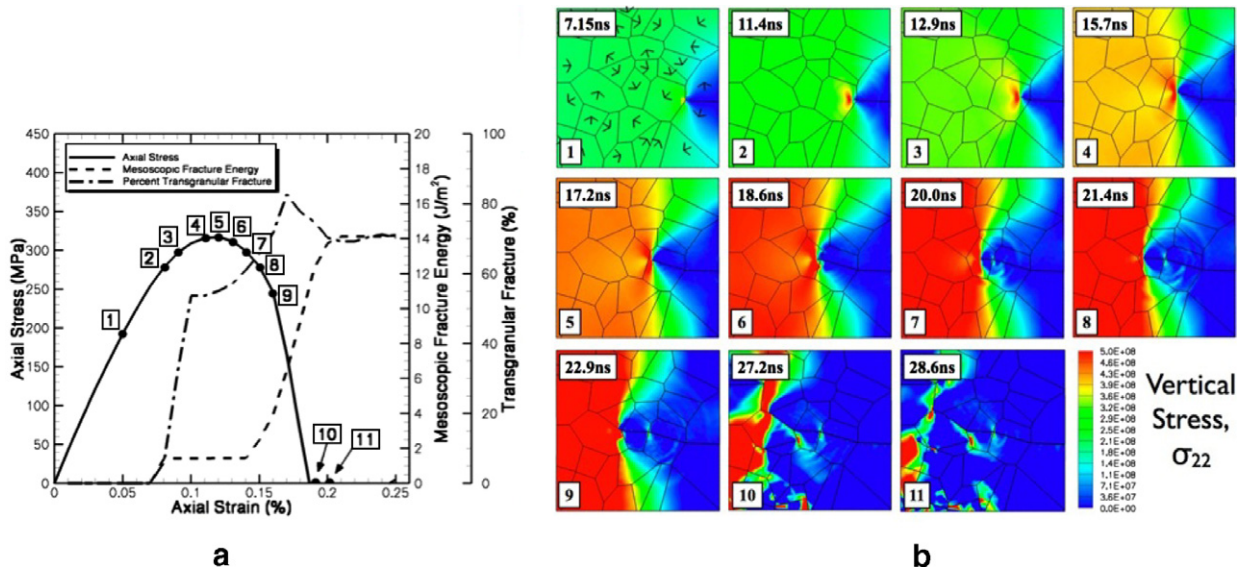 450
400
350
300
250
200
150
100
50
0
Axial Stress (MPa)
Axial Stress
Mesoscopic Fracture Energy
Percent Transgranular Fracture
1
2
3
4
5
6
7
8
9
10
11
0
0.05
0.1
0.15
0.2
0.25
Axial Strain (%)
20
18
16
14
12
10
8
6
4
2
0
Mesoscopic Fracture Energy (J/m²)
100
80
60
40
20
0
Transgranular Fracture (%)
a
7.15ns
1
11.4ns
2
12.9ns
3
15.7ns
4
17.2ns
5
18.6ns
6
20.0ns
7
21.4ns
8
22.9ns
9
27.2ns
10
28.6ns
11
5.0E+08
4.6E+08
4.3E+08
3.9E+08
3.6E+08
3.2E+08
2.9E+08
2.5E+08
2.1E+08
1.8E+08
1.4E+08
1.1E+08
7.1E+07
3.6E+07
0.0E+00
Vertical
Stress,
σ22
b